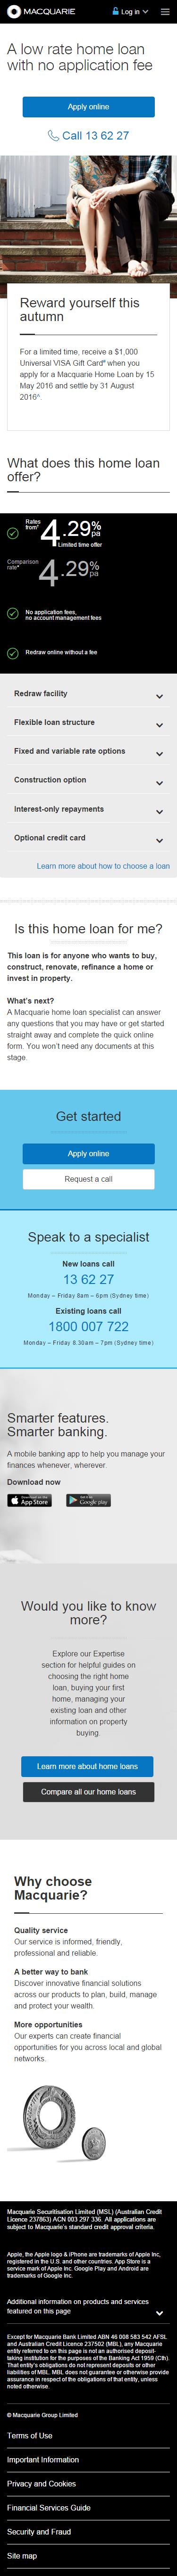 MACQUARIE
Log in
A low rate home loan
with no application fee
Apply online
Call 13 62 27
Reward yourself this
autumn
For a limited time, receive a $1,000
Universal VISA Gift Card# when you
apply for a Macquarie Home Loan by 15
May 2016 and settle by 31 August
2016^.
What does this home loan
offer?
Rates
from
4.29%
pa
Limited time offer
Comparison
rate*
4.29%
pa
No application fees,
no account management fees
Redraw online without a fee
Redraw facility
Flexible loan structure
Fixed and variable rate options
Construction option
Interest-only repayments
Optional credit card
Learn more about how to choose a loan
Is this home loan for me?
This loan is for anyone who wants to buy,
construct, renovate, refinance a home or
invest in property.
What's next?
A Macquarie home loan specialist can answer
any questions that you may have or get started
straight away and complete the quick online
form. You won't need any documents at this
stage.
Get started
Apply online
Request a call
Speak to a specialist
New loans call
13 62 27
Monday – Friday 8am – 6pm (Sydney time)
Existing loans call
1800 007 722
Monday – Friday 8.30am – 7pm (Sydney time)
Smarter features.
Smarter banking.
A mobile banking app to help you manage your
finances whenever, wherever.
Download now
App Store
Google play
Would you like to know
more?
Explore our Expertise
section for helpful guides on
choosing the right home
loan, buying your first
home, managing your
existing loan and other
information on property
buying.
Learn more about home loans
Compare all our home loans
Why choose
Macquarie?
Quality service
Our service is informed, friendly,
professional and reliable.
A better way to bank
Discover innovative financial solutions
across our products to plan, build, manage
and protect your wealth.
More opportunities
Our experts can create financial
opportunities for you across local and global
networks.
Macquarie Securitisation Limited (MSL) (Australian Credit
Licence 237863) ACN 003 297 336. All applications are
subject to Macquarie's standard credit approval criteria.
Apple, the Apple logo & iPhone are trademarks of Apple Inc,
registered in the U.S. and other countries. App Store is a
service mark of Apple Inc. Google Play and Android are
trademarks of Google Inc.
Additional information on products and services
featured on this page
Except for Macquarie Bank Limited ABN 46 008 583 542 AFSL
and Australian Credit Licence 237502 (MBL), any Macquarie
entity referred to on this page is not an authorised deposit-
taking institution for the purposes of the Banking Act 1959 (Cth).
That entity's obligations do not represent deposits or other
liabilities of MBL. MBL does not guarantee or otherwise provide
assurance in respect of the obligations of that entity, unless
noted otherwise.
© Macquarie Group Limited
Terms of Use
Important Information
Privacy and Cookies
Financial Services Guide
Security and Fraud
Site map